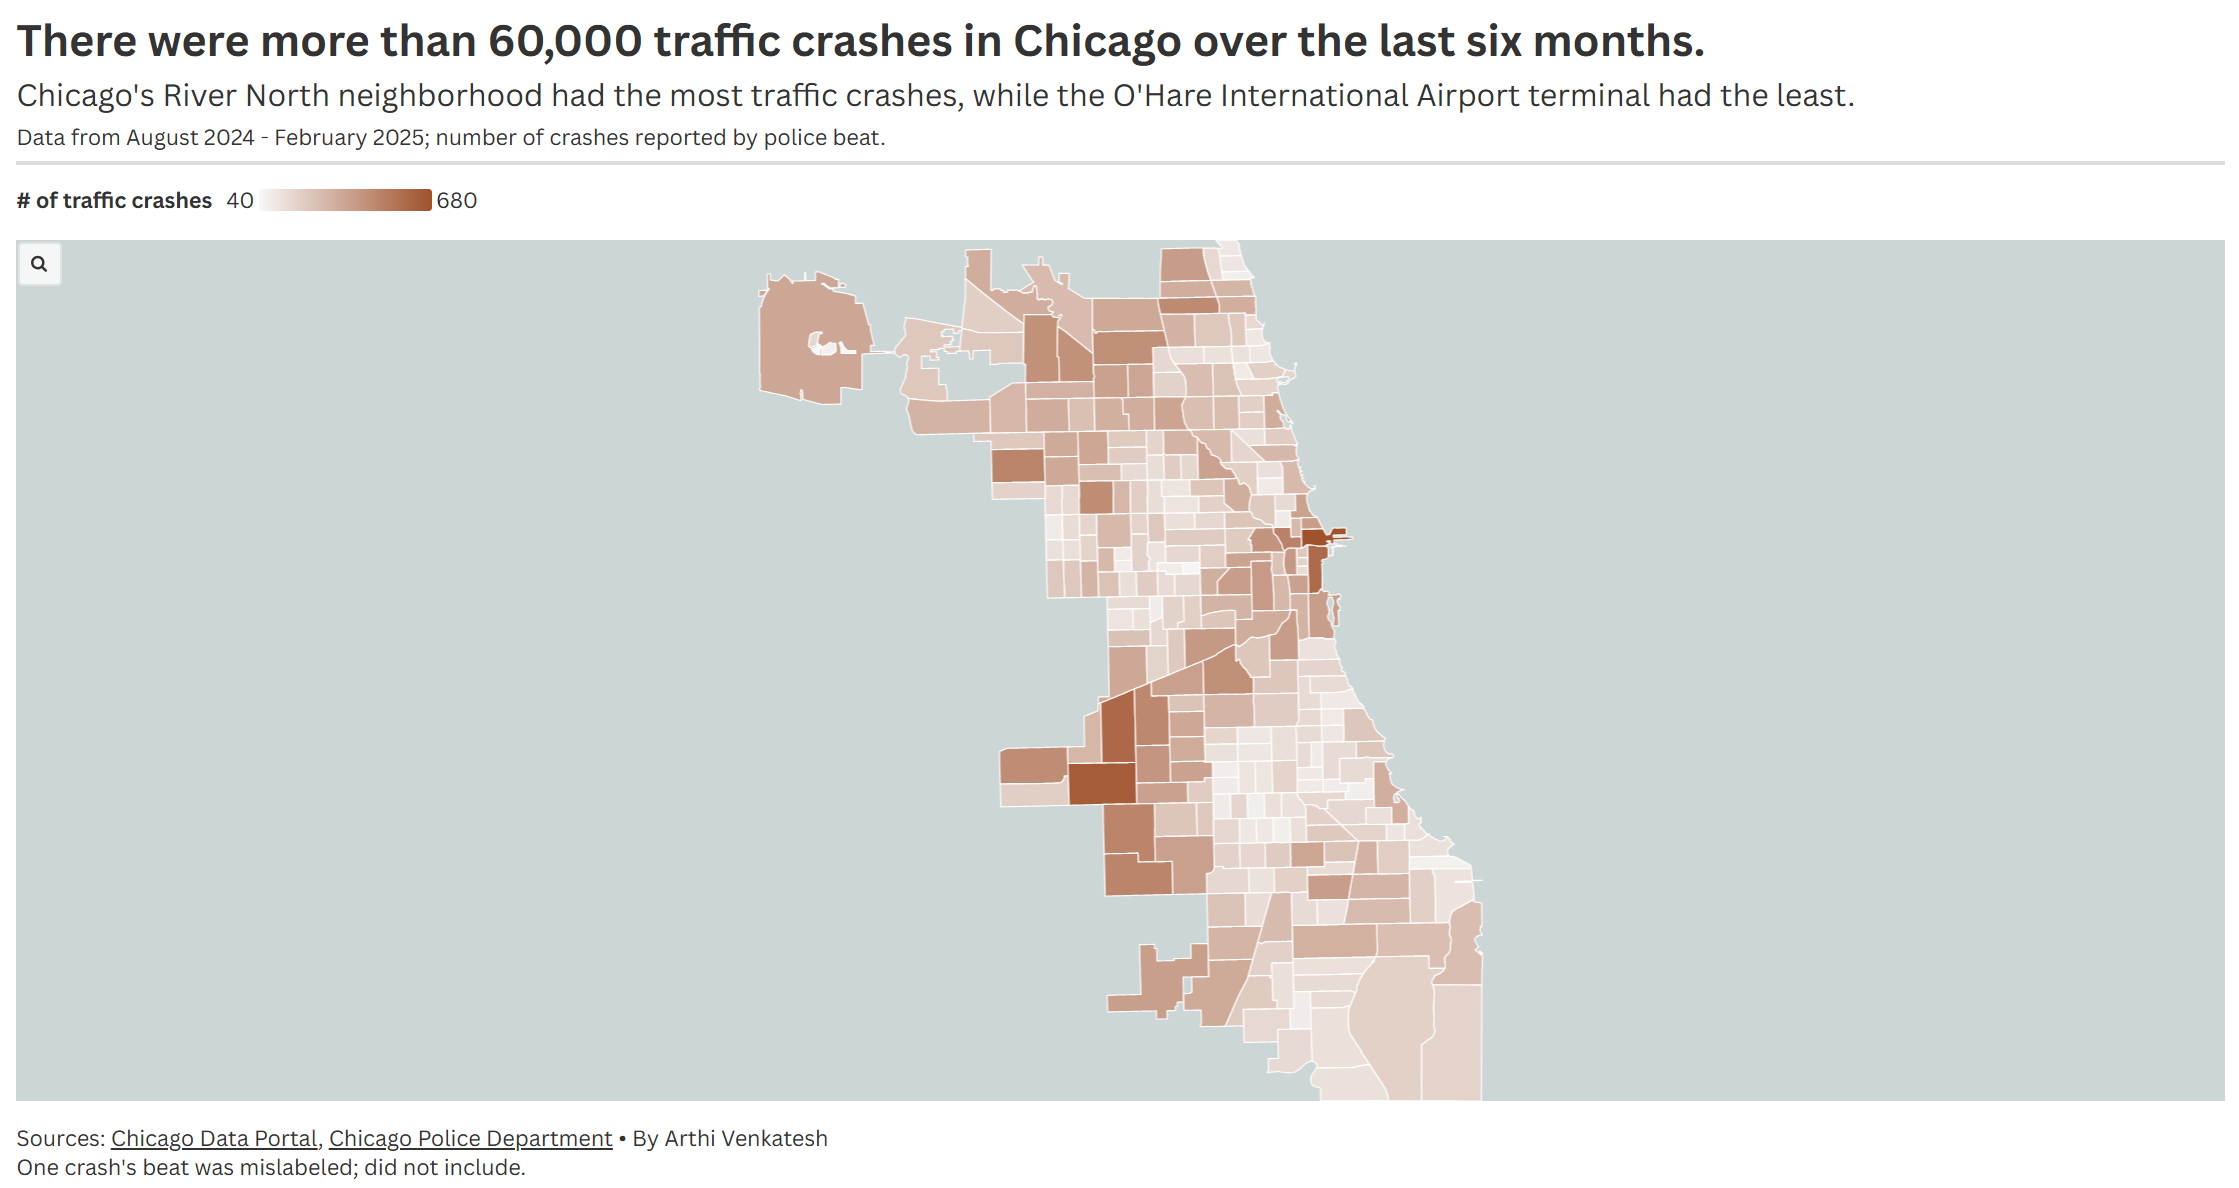 There were more than 60,000 traffic crashes in Chicago over the last six months.
Chicago's River North neighborhood had the most traffic crashes, while the O'Hare International Airport terminal had the least.
Data from August 2024 - February 2025; number of crashes reported by police beat.
# of traffic crashes 40 680
Sources: Chicago Data Portal, Chicago Police Department • By Arthi Venkatesh
One crash's beat was mislabeled; did not include.